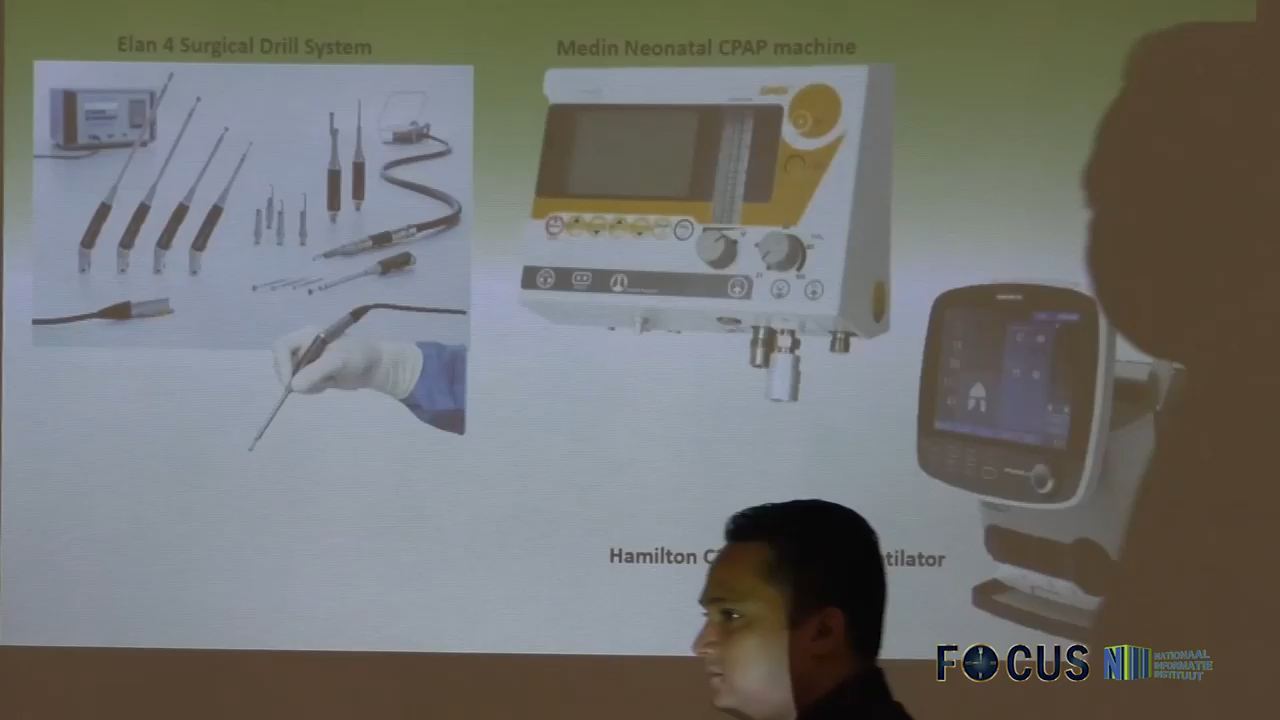 Elan 4 Surgical Drill System
Medin Neonatal CPAP machine
Hamilton
tilator
FOCUS
NATIONAAL
INFORMATIE
INSTITUUT